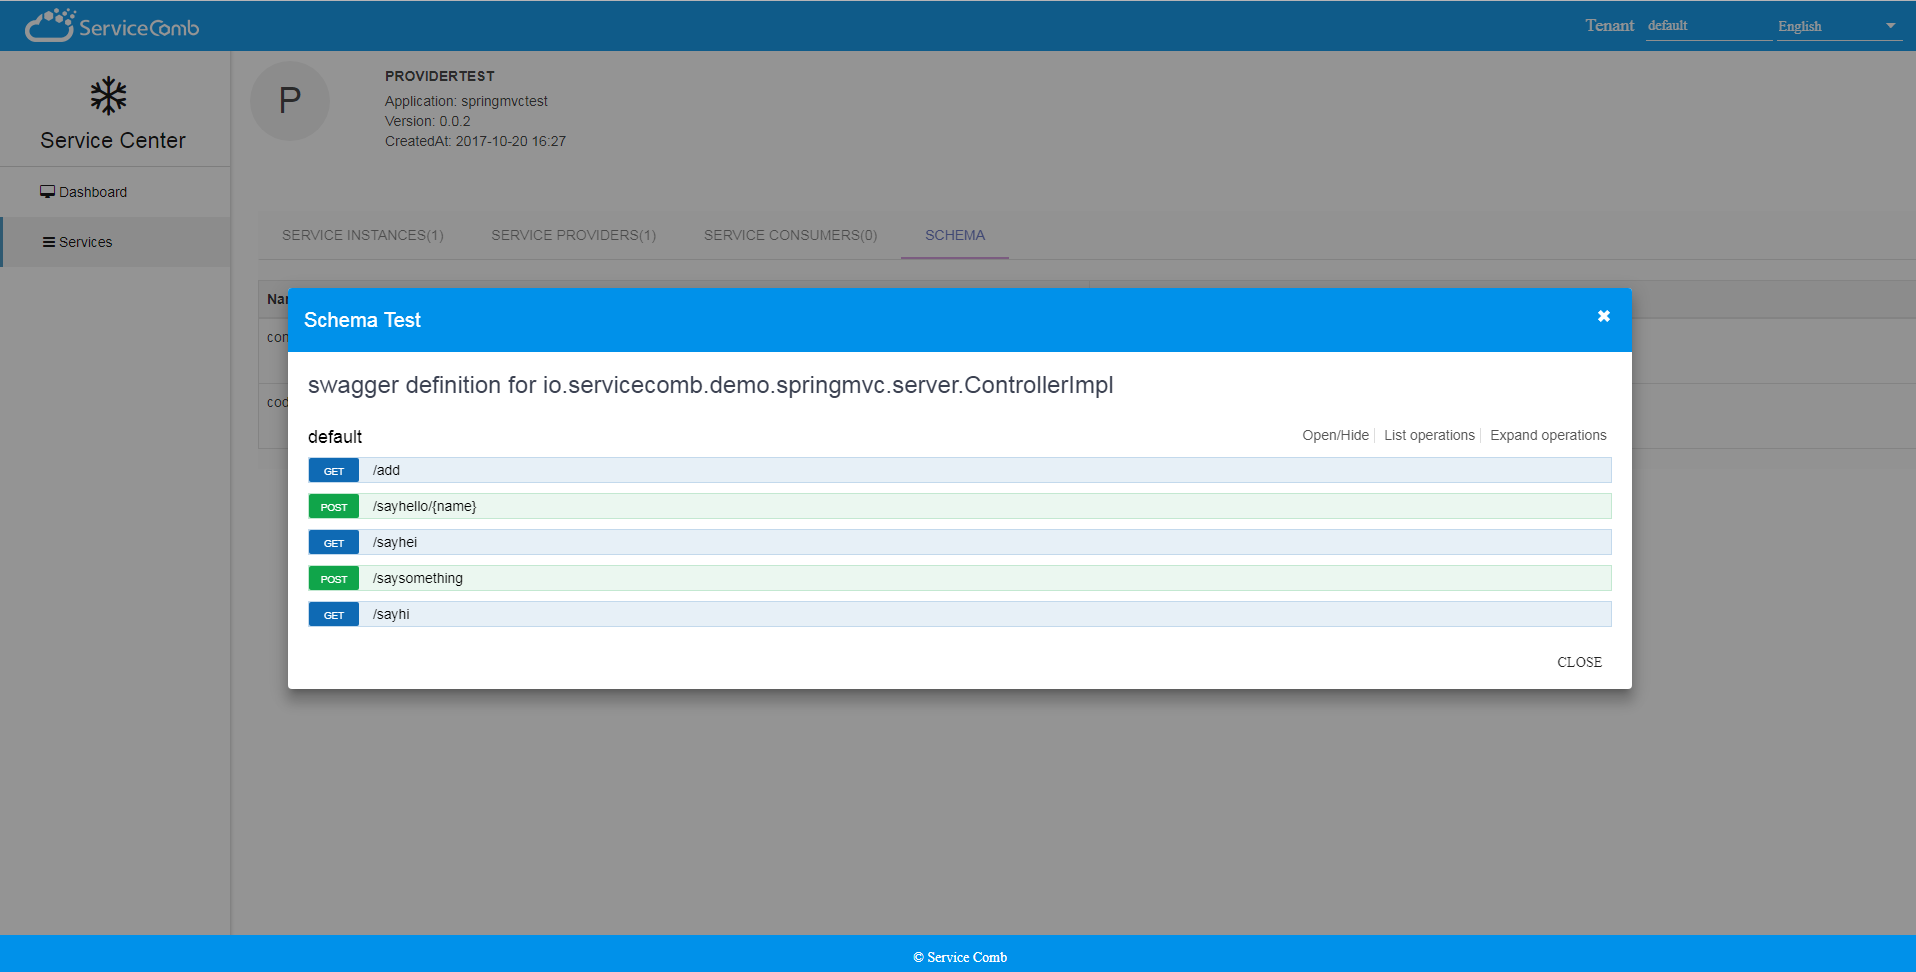 ServiceComb
Tenant default English
Service Center
Dashboard
Services
P
PROVIDERTEST
Application: springmvctest
Version: 0.0.2
CreatedAt: 2017-10-20 16:27
SERVICE INSTANCES(1) SERVICE PROVIDERS(1) SERVICE CONSUMERS(0) SCHEMA
Schema Test
swagger definition for io.servicecomb.demo.springmvc.server.ControllerImpl
default Open/Hide List operations Expand operations
GET /add
POST /sayhello/{name}
GET /sayhei
POST /saysomething
GET /sayhi
CLOSE
© Service Comb